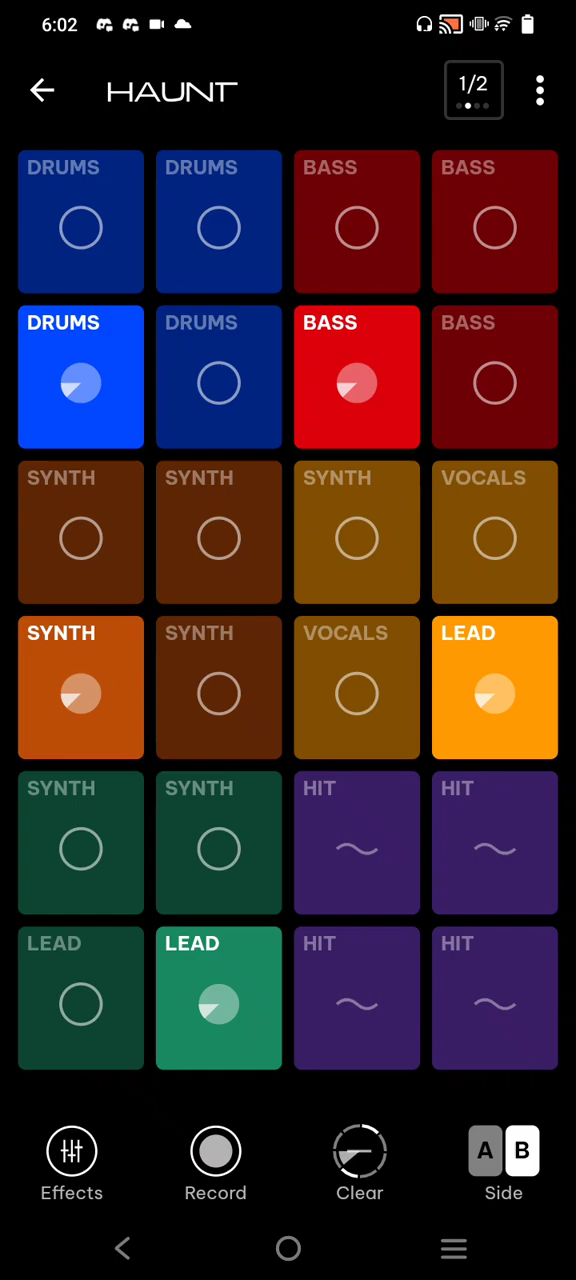 6:02
HAUNT
1/2
DRUMS DRUMS BASS BASS
DRUMS DRUMS BASS BASS
SYNTH SYNTH SYNTH VOCALS
SYNTH SYNTH VOCALS LEAD
SYNTH SYNTH HIT HIT
LEAD LEAD HIT HIT
A B
Effects Record Clear Side